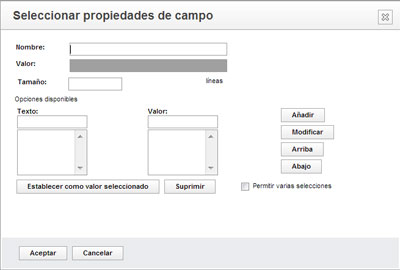 Seleccionar propiedades de campo
Nombre:
Valor:
Tamaño: líneas
Opciones disponibles
Texto: Valor:
Añadir
Modificar
Arriba
Abajo
Establecer como valor seleccionado Suprimir Permitir varias selecciones
Aceptar Cancelar